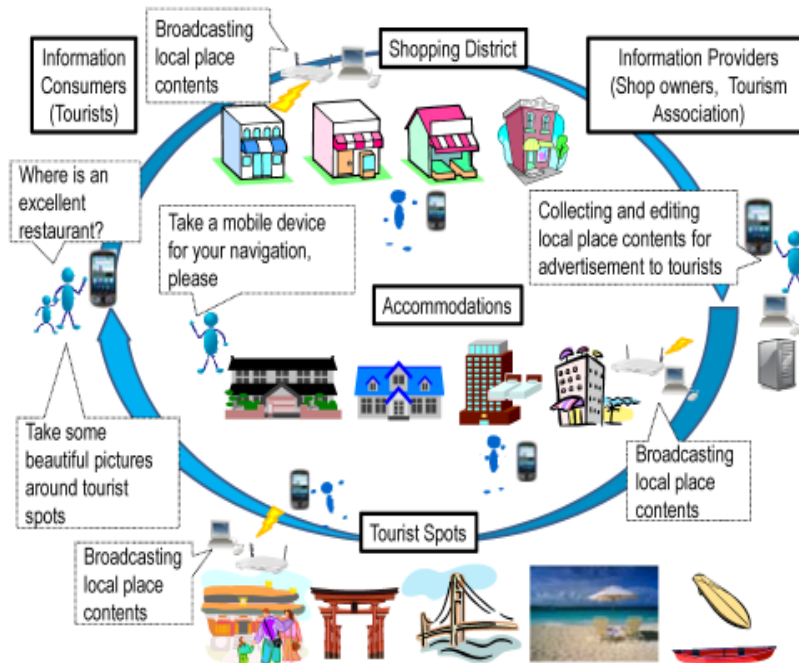 Information
Consumers
(Tourists)
Broadcasting
local place
contents
Shopping District
Information Providers
(Shop owners, Tourism
Association)
Where is an
excellent
restaurant?
Take a mobile device
for your navigation,
please
Collecting and editing
local place contents for
advertisement to tourists
Accommodations
Take some
beautiful pictures
around tourist
spots
Broadcasting
local place
contents
Tourist Spots
Broadcasting
local place
contents